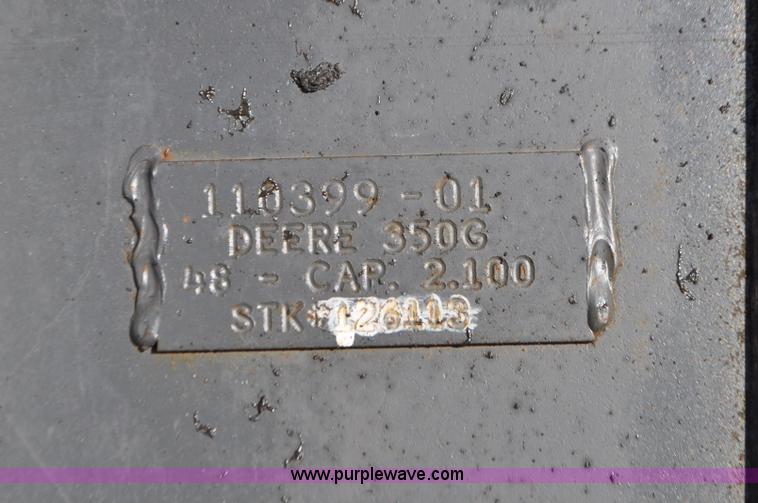 110399-01
DEERE 350G
48 - CAP. 2.100
STK#126113
www.purplewave.com